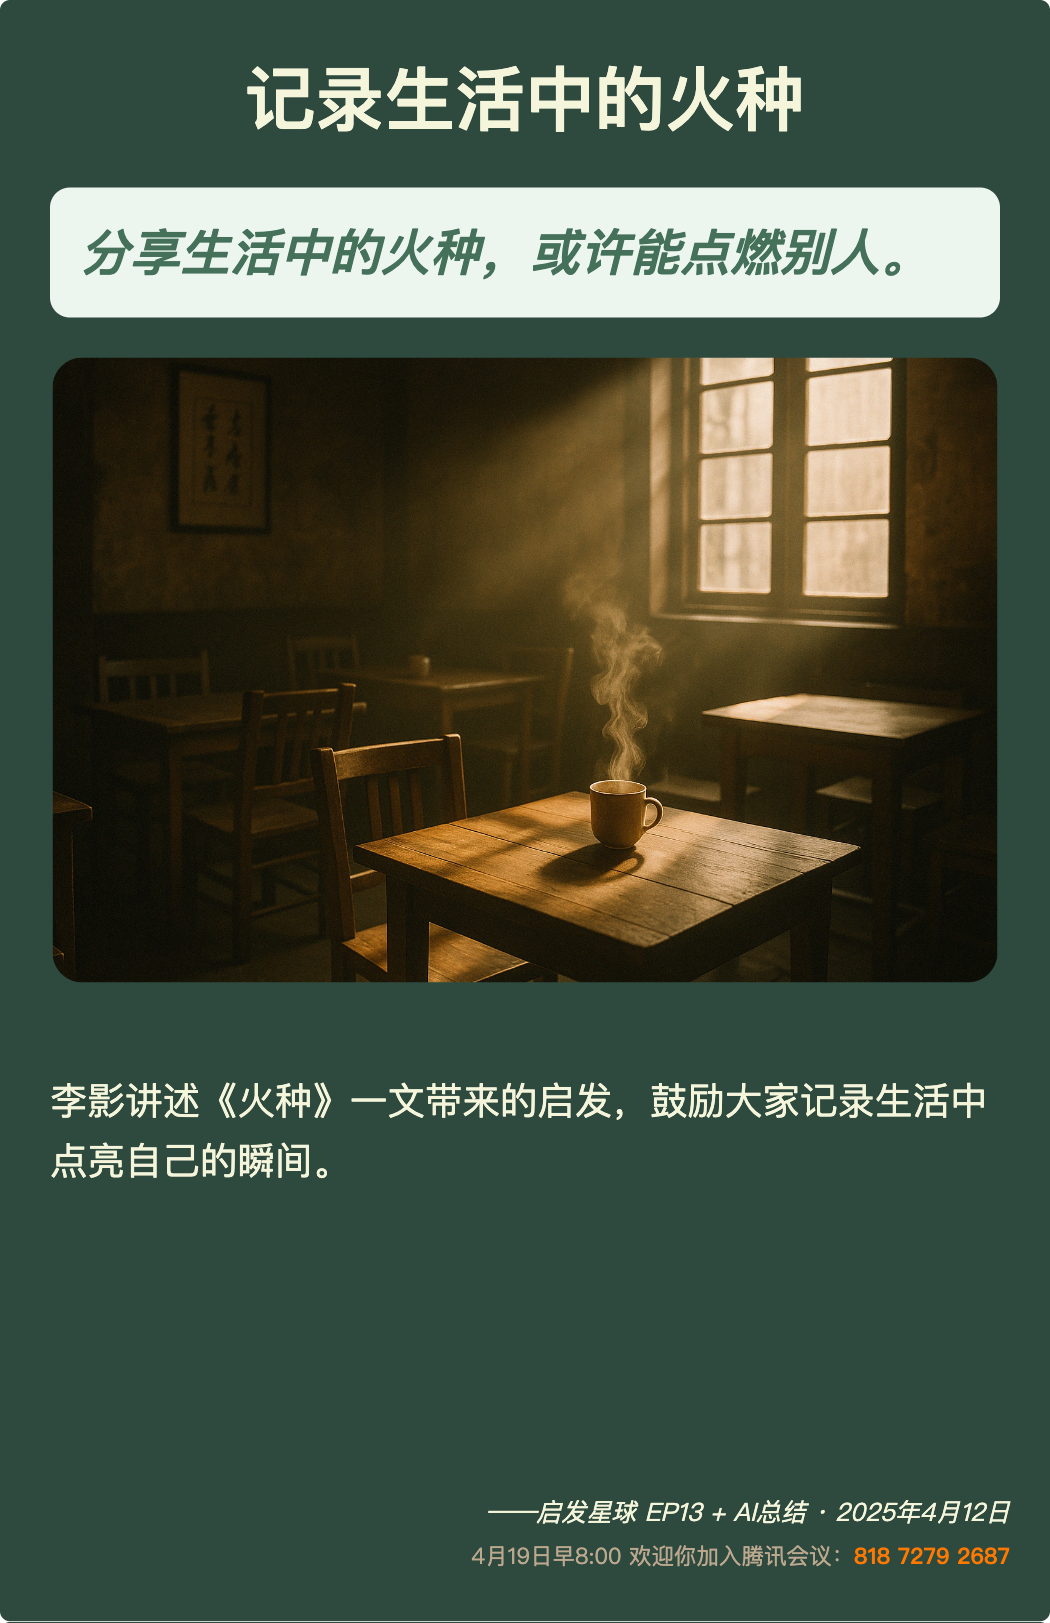 记录生活中的火种
分享生活中的火种，或许能点燃别人。
李影讲述《火种》一文带来的启发，鼓励大家记录生活中
点亮自己的瞬间。
——启发星球 EP13 + AI总结 · 2025年4月12日
4月19日早8:00 欢迎你加入腾讯会议：818 7279 2687